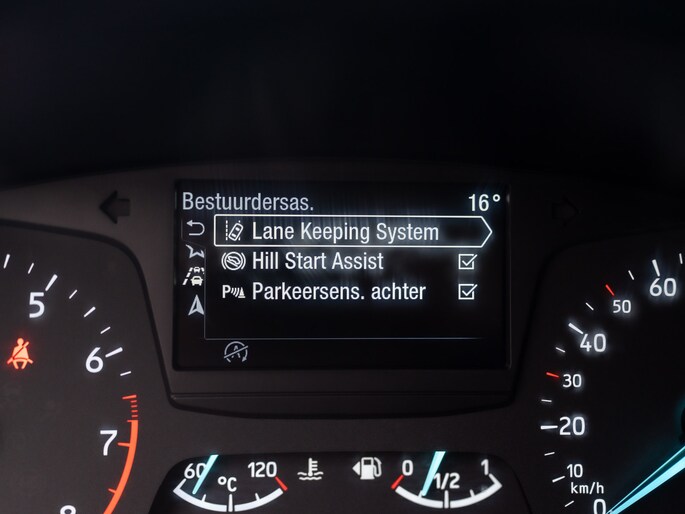 Bestuurdersas. 16°
Lane Keeping System
Hill Start Assist
P Parkeersens. achter
A
5
6
7
8
60
50
40
30
20
10
km/h
0
60 120
°C
0 1/2 1